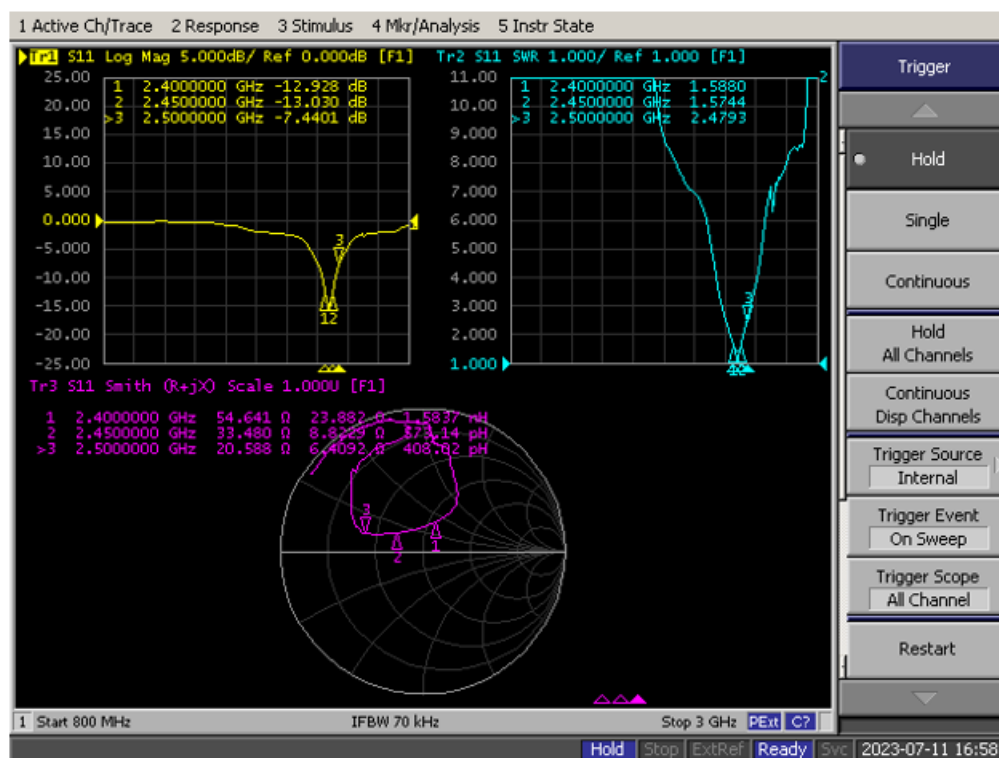 1 Active Ch/Trace 2 Response 3 Stimulus 4 Mkr/Analysis 5 Instr State
Tr1 S11 Log Mag 5.000dB/ Ref 0.000dB [F1]
25.00
20.00
15.00
10.00
5.000
0.000
-5.000
-10.00
-15.00
-20.00
-25.00
1 2.4000000 GHz -12.928 dB
2 2.4500000 GHz -13.030 dB
>3 2.5000000 GHz -7.4401 dB
3
1
12
Tr2 S11 SWR 1.000/ Ref 1.000 [F1]
11.00
10.00
9.000
8.000
7.000
6.000
5.000
4.000
3.000
2.000
1.000
1 2.4000000 GHz 1.5880
2 2.4500000 GHz 1.5744
>3 2.5000000 GHz 2.4793
2
3
12
Tr3 S11 Smith (R+jX) Scale 1.000U [F1]
1 2.4000000 GHz 54.641 Ω 23.882 Ω 1.5837 nH
2 2.4500000 GHz 33.480 Ω 8.8229 Ω 573.14 pH
>3 2.5000000 GHz 20.588 Ω 6.4092 Ω 408.02 pH
3
2
1
1 Start 800 MHz IFBW 70 kHz Stop 3 GHz PExt C?
Trigger
Hold
Single
Continuous
Hold
All Channels
Continuous
Disp Channels
Trigger Source
Internal
Trigger Event
On Sweep
Trigger Scope
All Channel
Restart
Hold Stop ExtRef Ready Svc 2023-07-11 16:58